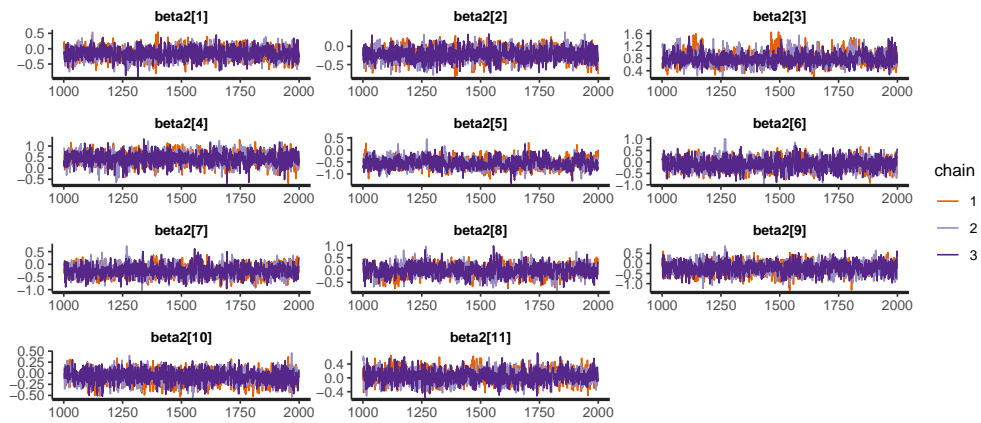 beta2[1] beta2[2] beta2[3]
0.5 0.0 −0.5
0.0 −0.5
1.6 1.2 0.8 0.4
1000 1250 1500 1750 2000 1000 1250 1500 1750 2000 1000 1250 1500 1750 2000
beta2[4] beta2[5] beta2[6]
1.0 0.5 0.0 −0.5
0.5 0.0 −0.5 −1.0
1.0 0.5 0.0 −0.5 −1.0
1000 1250 1500 1750 2000 1000 1250 1500 1750 2000 1000 1250 1500 1750 2000
beta2[7] beta2[8] beta2[9]
0.5 0.0 −0.5 −1.0
1.0 0.5 0.0 −0.5
0.5 0.0 −0.5 −1.0
1000 1250 1500 1750 2000 1000 1250 1500 1750 2000 1000 1250 1500 1750 2000
beta2[10] beta2[11]
0.50 0.25 0.00 −0.25 −0.50
0.4 0.0 −0.4
1000 1250 1500 1750 2000 1000 1250 1500 1750 2000
chain
1
2
3